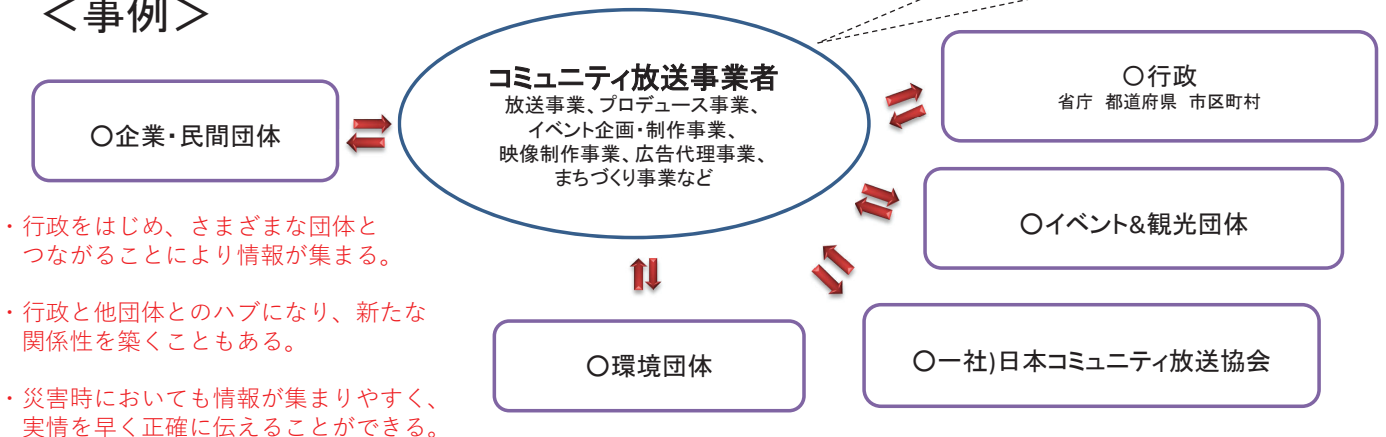 ＜事例＞
コミュニティ放送事業者
放送事業、プロデュース事業、
イベント企画・制作事業、
映像制作事業、広告代理事業、
まちづくり事業など
〇企業・民間団体
〇行政
省庁 都道府県 市区町村
〇イベント&観光団体
〇一社)日本コミュニティ放送協会
〇環境団体
・行政をはじめ、さまざまな団体と
つながることにより情報が集まる。
・行政と他団体とのハブになり、新たな
関係性を築くこともある。
・災害時においても情報が集まりやすく、
実情を早く正確に伝えることができる。